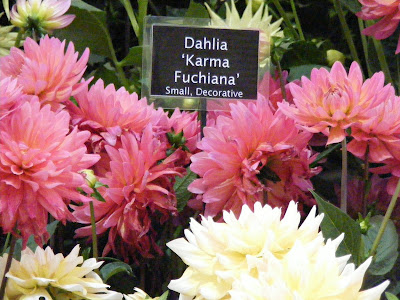 Dahlia
'Karma
Fuchiana'
Small, Decorative